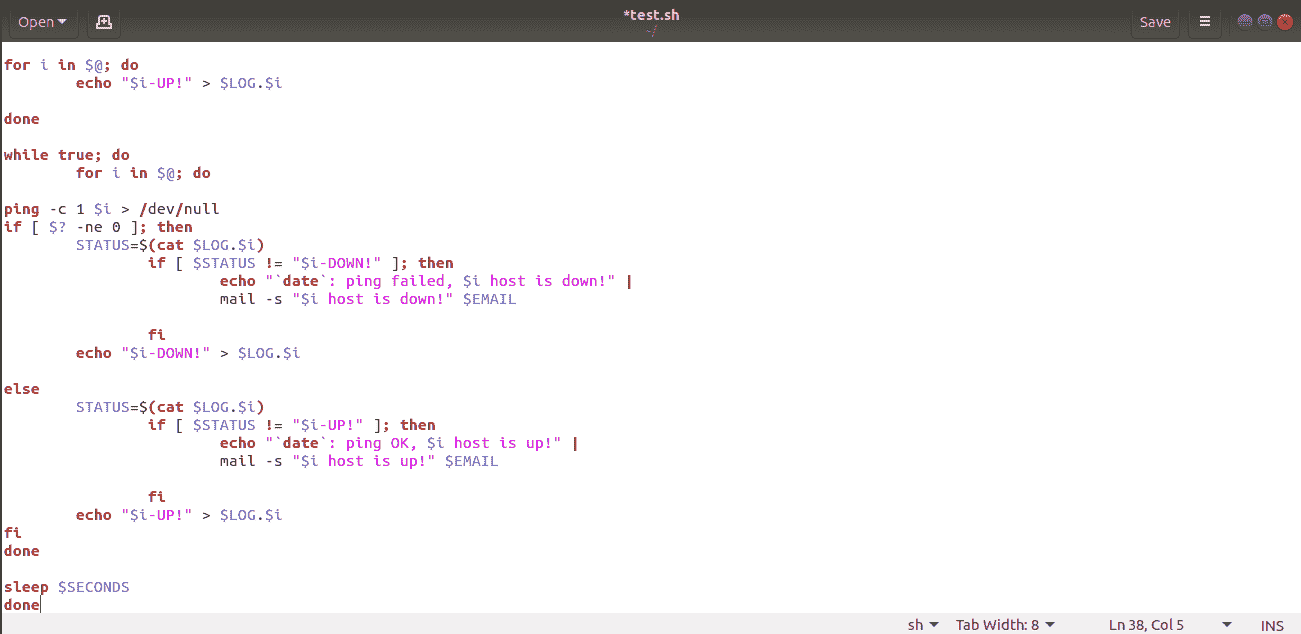 Open
*test.sh
~/
Save
for i in $@; do
        echo "$i-UP!" > $LOG.$i
done
while true; do
        for i in $@; do
ping -c 1 $i > /dev/null
if [ $? -ne 0 ]; then
        STATUS=$(cat $LOG.$i)
                if [ $STATUS != "$i-DOWN!" ]; then
                        echo "`date`: ping failed, $i host is down!" |
                        mail -s "$i host is down!" $EMAIL
                fi
        echo "$i-DOWN!" > $LOG.$i
else
        STATUS=$(cat $LOG.$i)
                if [ $STATUS != "$i-UP!" ]; then
                        echo "`date`: ping OK, $i host is up!" |
                        mail -s "$i host is up!" $EMAIL
                fi
        echo "$i-UP!" > $LOG.$i
fi
done
sleep $SECONDS
done
sh Tab Width: 8 Ln 38, Col 5 INS